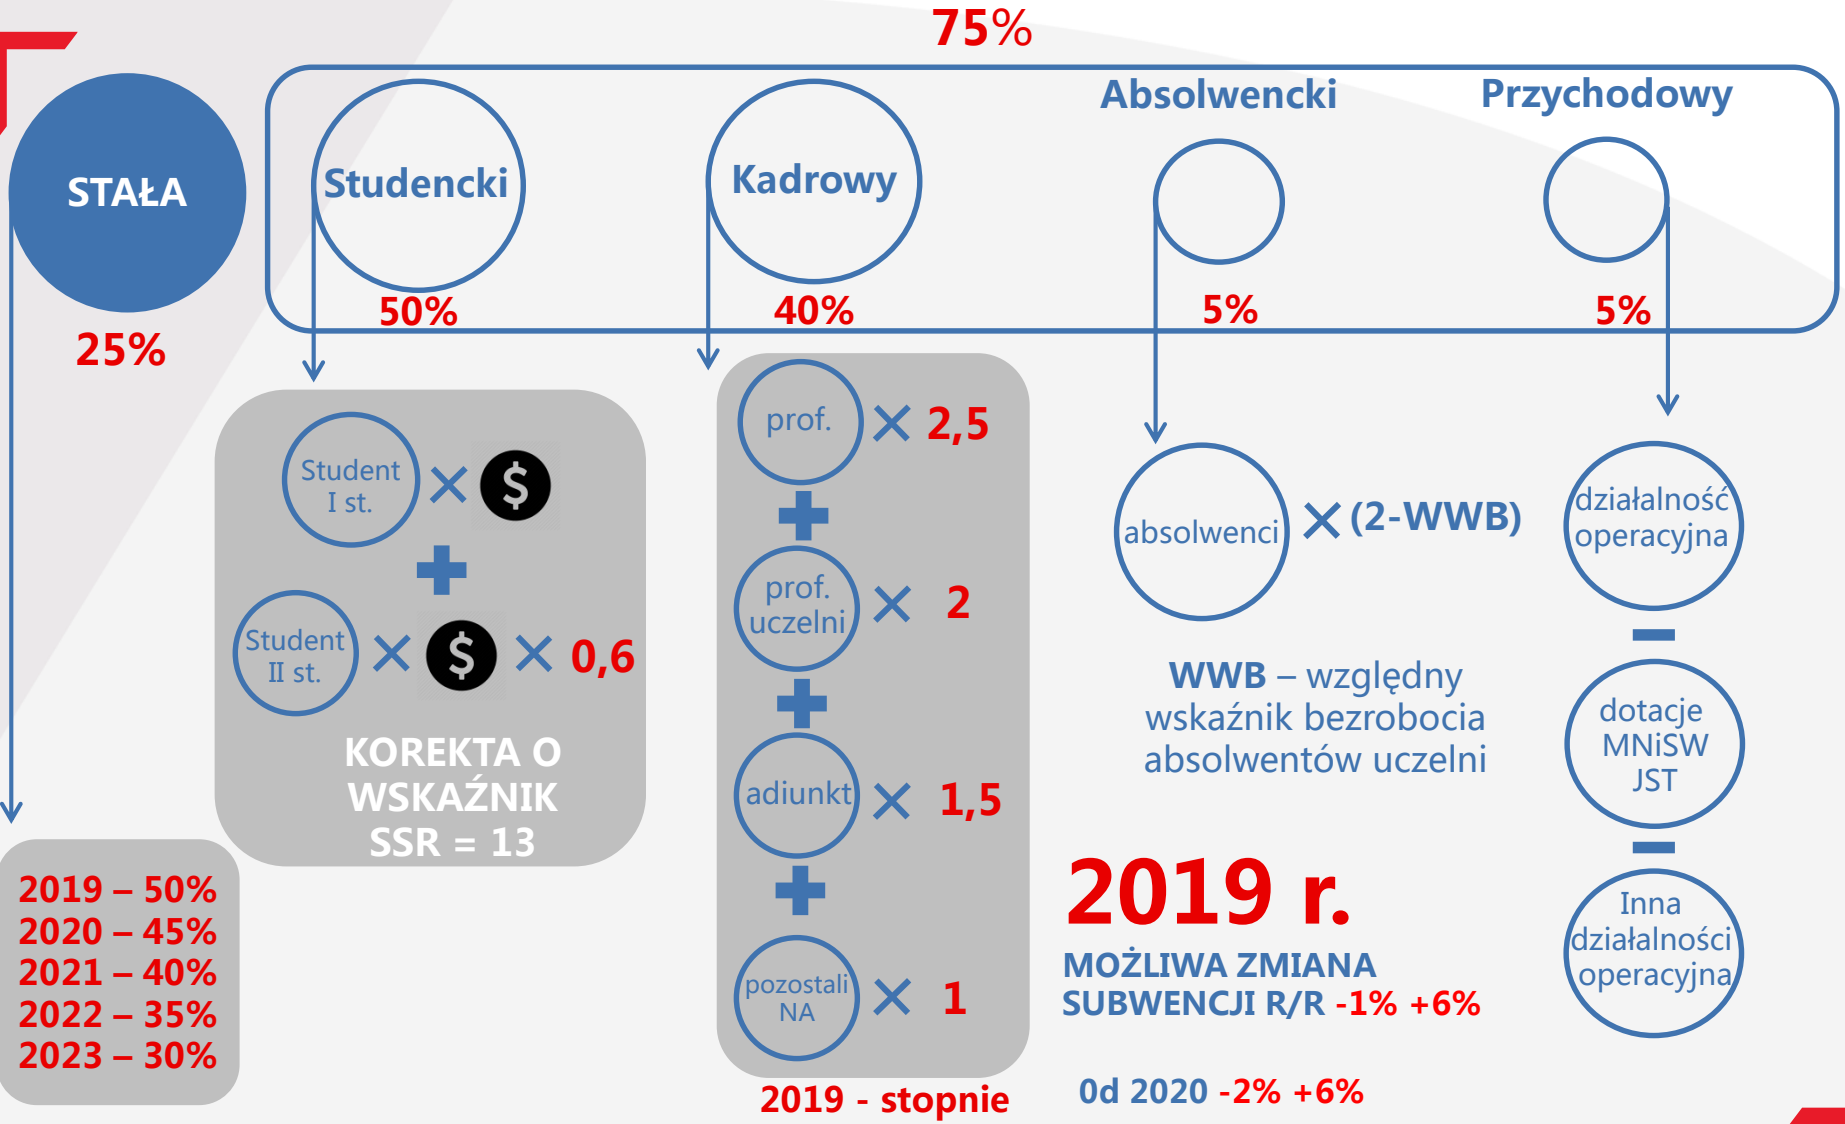 75%
STAŁA
25%
Studencki
50%
Kadrowy
40%
Absolwencki
5%
Przychodowy
5%
2019 – 50%
2020 – 45%
2021 – 40%
2022 – 35%
2023 – 30%
Student
I st.
×
$
+
Student
II st.
×
$
× 0,6
KOREKTA O
WSKAŹNIK
SSR = 13
prof.
× 2,5
+
prof.
uczelni
× 2
+
adiunkt
× 1,5
+
pozostali
NA
× 1
2019 - stopnie
absolwenci
× (2-WWB)
WWB – względny
wskaźnik bezrobocia
absolwentów uczelni
działalność
operacyjna
-
dotacje
MNiSW
JST
-
Inna
działalności
operacyjna
2019 r.
MOŻLIWA ZMIANA
SUBWENCJI R/R -1% +6%
0d 2020 -2% +6%